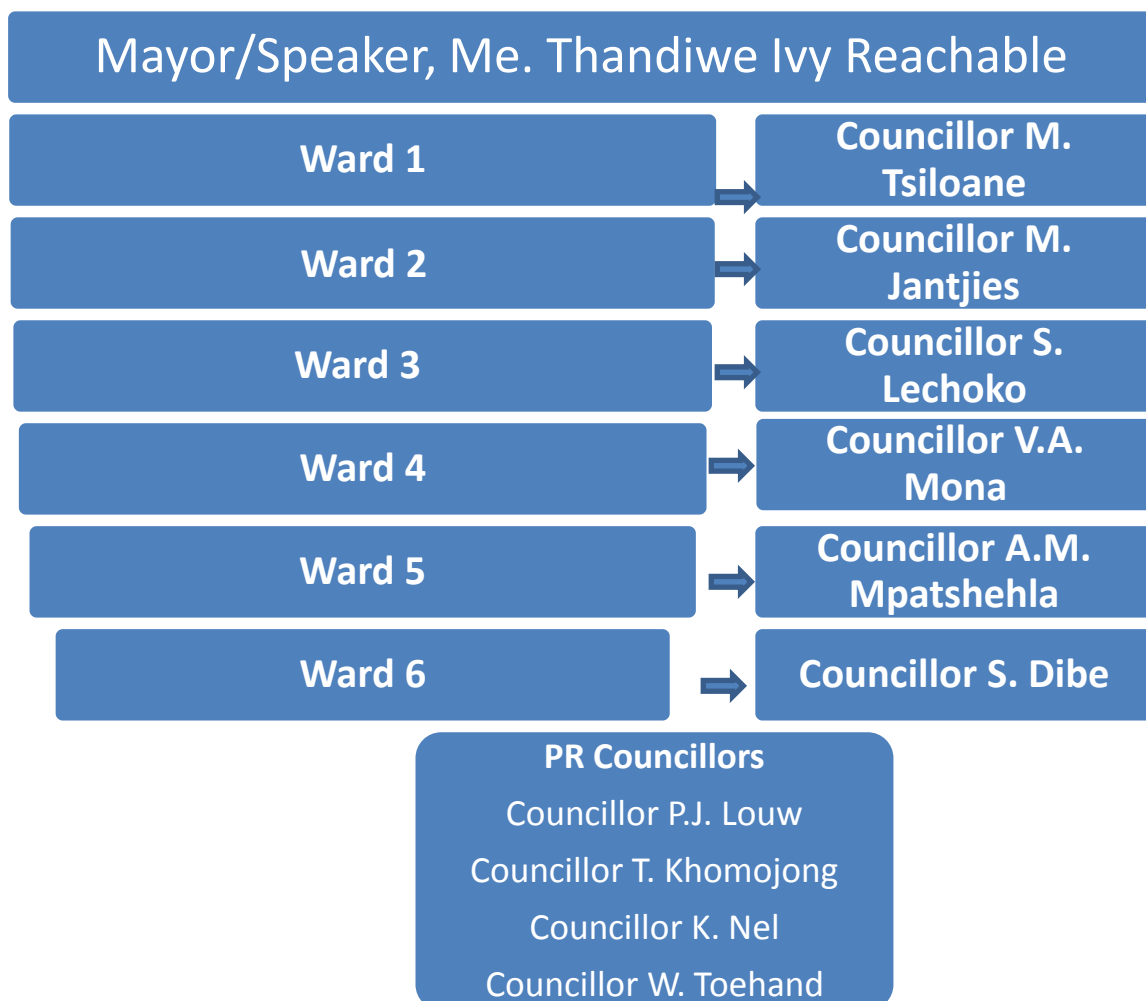 Mayor/Speaker, Me. Thandiwe Ivy Reachable
Ward 1
Councillor M.
Tsiloane
Ward 2
Councillor M.
Jantjies
Ward 3
Councillor S.
Lechoko
Ward 4
Councillor V.A.
Mona
Ward 5
Councillor A.M.
Mpatshehla
Ward 6
Councillor S. Dibe
PR Councillors
Councillor P.J. Louw
Councillor T. Khomojong
Councillor K. Nel
Councillor W. Toehand